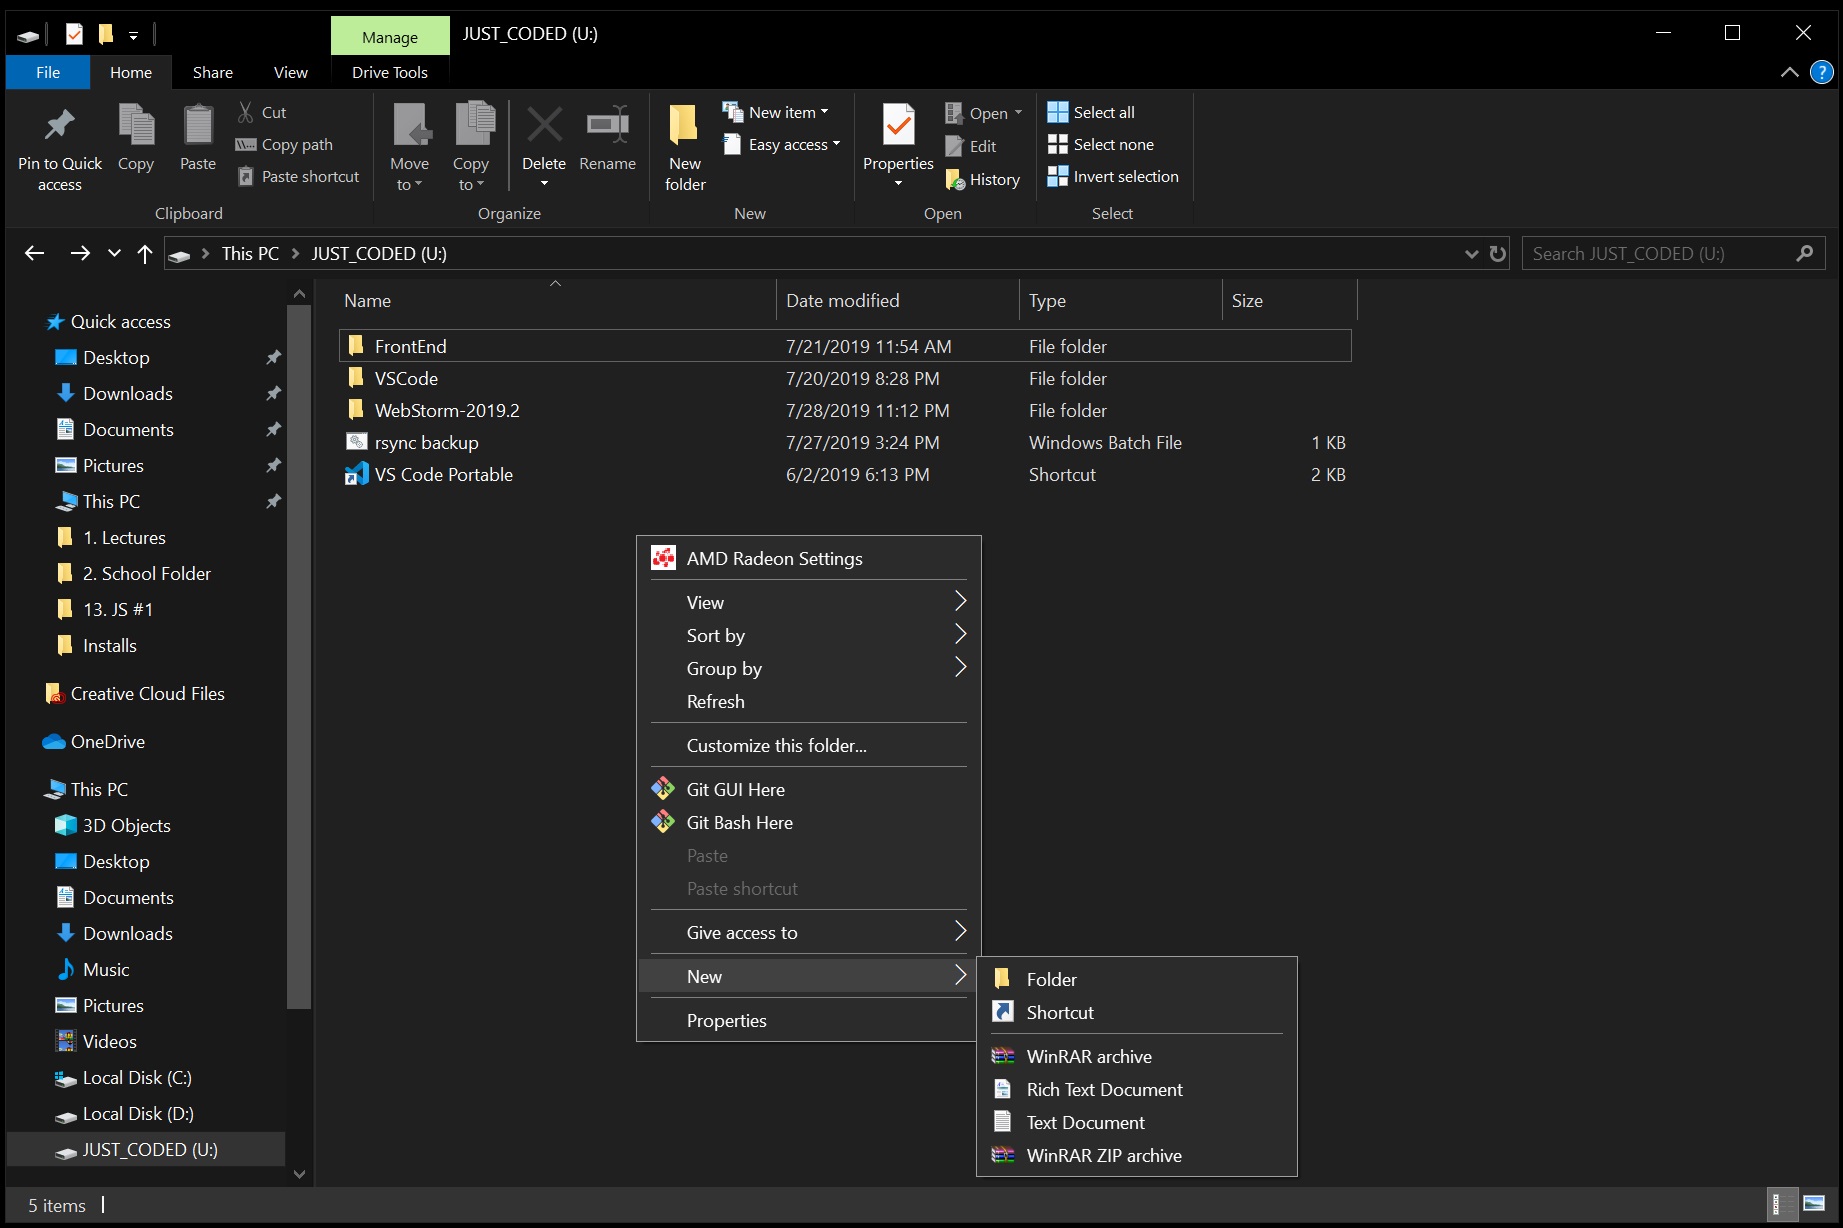 Manage
JUST_CODED (U:)
File
Home
Share
View
Drive Tools
Pin to Quick access
Copy
Paste
Cut
Copy path
Paste shortcut
Move to
Copy to
Delete
Rename
New folder
New item
Easy access
Properties
Open
Edit
History
Select all
Select none
Invert selection
Clipboard
Organize
New
Open
Select
This PC
JUST_CODED (U:)
Search JUST_CODED (U:)
Quick access
Desktop
Downloads
Documents
Pictures
This PC
1. Lectures
2. School Folder
13. JS #1
Installs
Creative Cloud Files
OneDrive
This PC
3D Objects
Desktop
Documents
Downloads
Music
Pictures
Videos
Local Disk (C:)
Local Disk (D:)
JUST_CODED (U:)
Name Date modified Type Size
FrontEnd 7/21/2019 11:54 AM File folder
VSCode 7/20/2019 8:28 PM File folder
WebStorm-2019.2 7/28/2019 11:12 PM File folder
rsync backup 7/27/2019 3:24 PM Windows Batch File 1 KB
VS Code Portable 6/2/2019 6:13 PM Shortcut 2 KB
AMD Radeon Settings
View
Sort by
Group by
Refresh
Customize this folder...
Git GUI Here
Git Bash Here
Paste
Paste shortcut
Give access to
New
Properties
Folder
Shortcut
WinRAR archive
Rich Text Document
Text Document
WinRAR ZIP archive
5 items